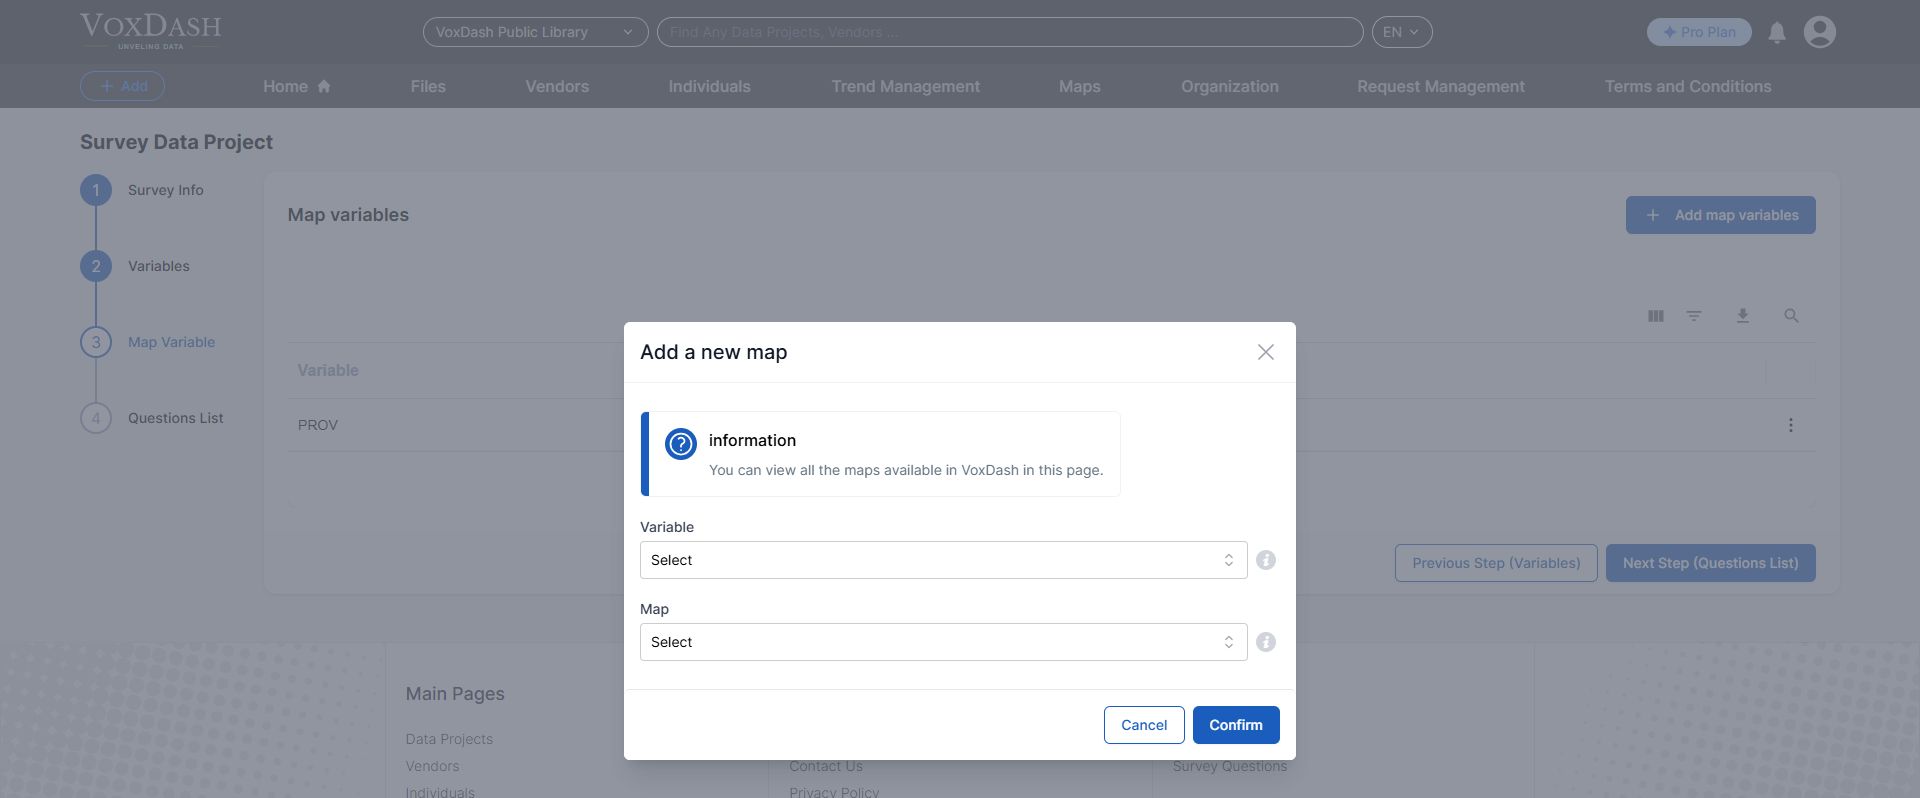 VOXDASH
UNVELING DATA
VoxDash Public Library
Find Any Data Projects, Vendors ...
EN
Pro Plan
+ Add
Home
Files
Vendors
Individuals
Trend Management
Maps
Organization
Request Management
Terms and Conditions
Survey Data Project
1 Survey Info
2 Variables
3 Map Variable
4 Questions List
Map variables
+ Add map variables
Variable
PROV
Add a new map
information
You can view all the maps available in VoxDash in this page.
Variable
Select
Map
Select
Cancel
Confirm
Previous Step (Variables)
Next Step (Questions List)
Main Pages
Data Projects
Vendors
Individuals
Contact Us
Privacy Policy
Survey Questions